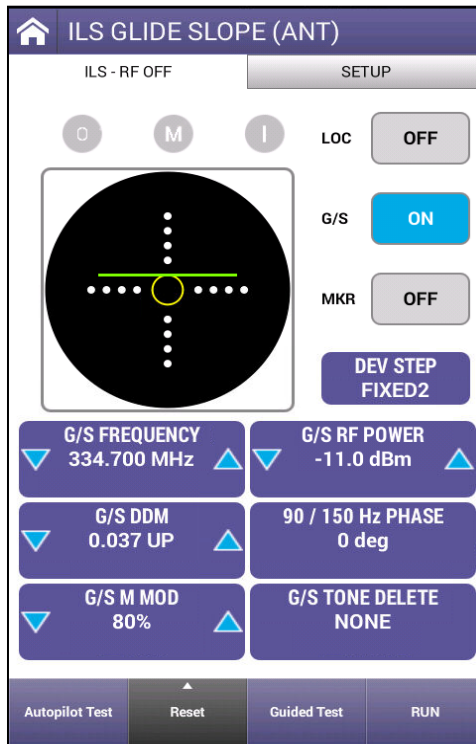 ILS GLIDE SLOPE (ANT)
ILS - RF OFF
SETUP
O M I
LOC OFF
G/S ON
MKR OFF
DEV STEP
FIXED2
G/S FREQUENCY
334.700 MHz
G/S RF POWER
-11.0 dBm
G/S DDM
0.037 UP
90 / 150 Hz PHASE
0 deg
G/S M MOD
80%
G/S TONE DELETE
NONE
Autopilot Test
Reset
Guided Test
RUN